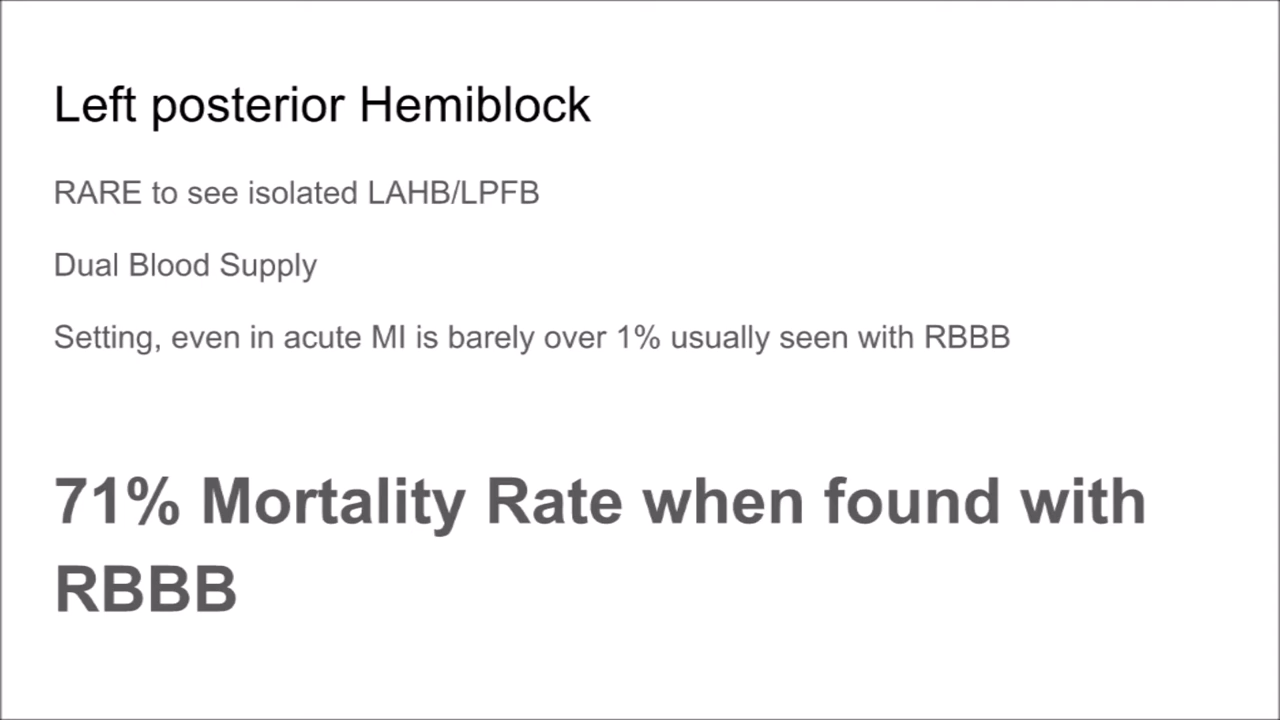 Left posterior Hemiblock
RARE to see isolated LAHB/LPFB
Dual Blood Supply
Setting, even in acute MI is barely over 1% usually seen with RBBB
71% Mortality Rate when found with
RBBB